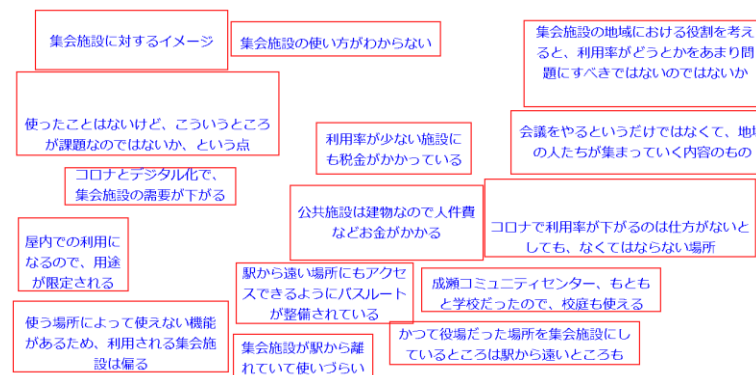 集会施設に対するイメージ
集会施設の使い方がわからない
集会施設の地域における役割を考え
ると、利用率がどうとかをあまり問
題にすべきではないのではないか
使ったことはないけど、こういうところ
が課題なのではないか、という点
利用率が少ない施設に
も税金がかかっている
会議をやるというだけではなくて、地域
の人たちが集まっていく内容のもの
コロナとデジタル化で、
集会施設の需要が下がる
公共施設は建物なので人件費
などお金がかかる
コロナで利用率が下がるのは仕方がないと
しても、なくてはならない場所
屋内での利用に
なるので、用途
が限定される
駅から遠い場所にもアクセ
スできるようにバスルート
が整備されている
成瀬コミュニティセンター、もとも
と学校だったので、校庭も使える
使う場所によって使えない機能
があるため、利用される集会施
設は偏る
集会施設が駅から離
れていて使いづらい
かつて役場だった場所を集会施設にし
ているところは駅から遠いところも